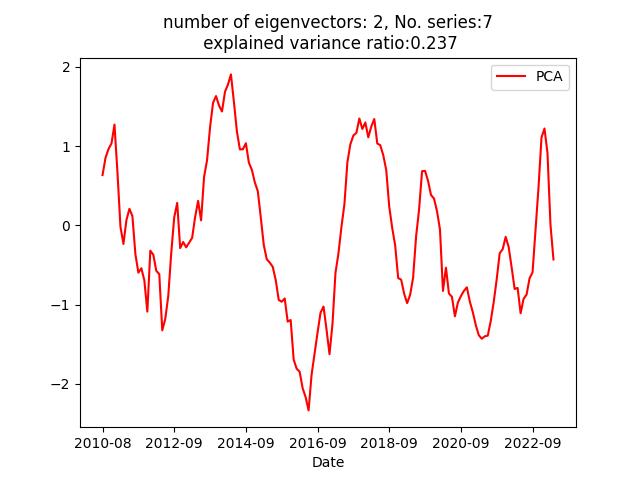 number of eigenvectors: 2, No. series:7
explained variance ratio:0.237
PCA
2
1
0
−1
−2
2010-08 2012-09 2014-09 2016-09 2018-09 2020-09 2022-09
Date